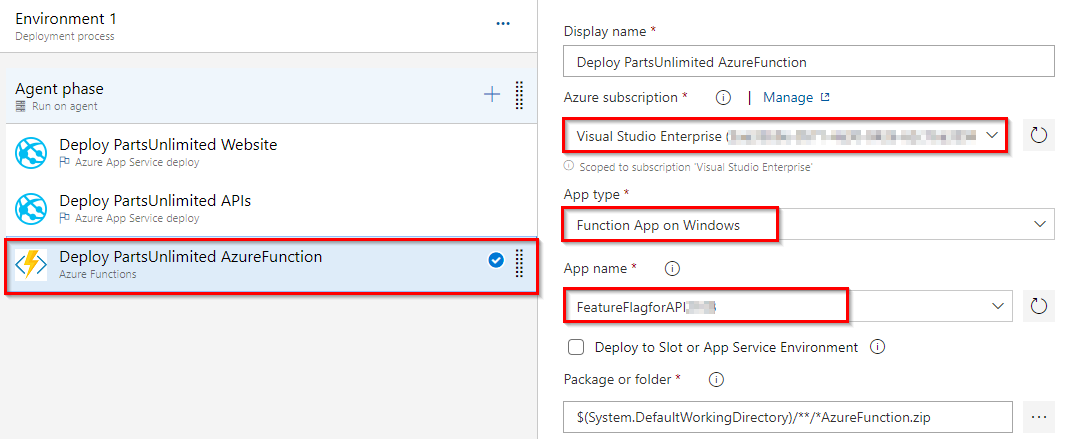 Environment 1
...
Deployment process
Agent phase
Run on agent
Deploy PartsUnlimited Website
Azure App Service deploy
Deploy PartsUnlimited APIs
Azure App Service deploy
Deploy PartsUnlimited AzureFunction
Azure Functions
Display name *
Deploy PartsUnlimited AzureFunction
Azure subscription * | Manage
Visual Studio Enterprise (
Scoped to subscription 'Visual Studio Enterprise'
App type *
Function App on Windows
App name *
FeatureFlagforAPI
Deploy to Slot or App Service Environment
Package or folder *
$(System.DefaultWorkingDirectory)/**/*AzureFunction.zip
...